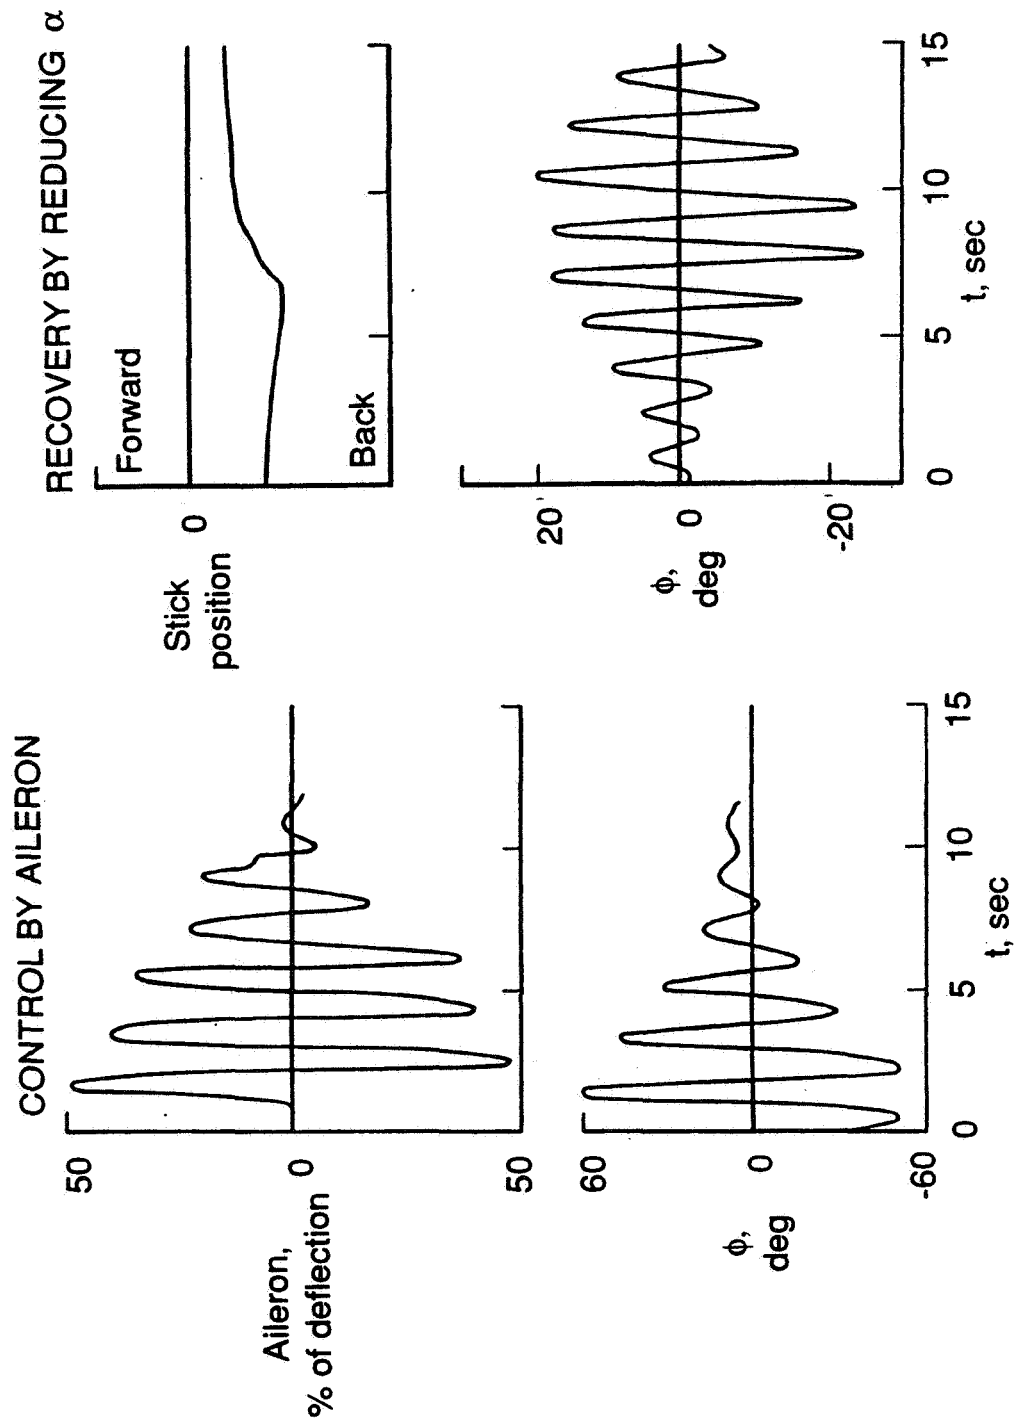 CONTROL BY AILERON
50
Aileron,
% of deflection
0
50
60
ϕ,
deg
0
-60
0
5
10
15
t, sec
RECOVERY BY REDUCING α
Forward
Stick
position
0
Back
20
ϕ,
deg
0
-20
0
5
10
15
t, sec